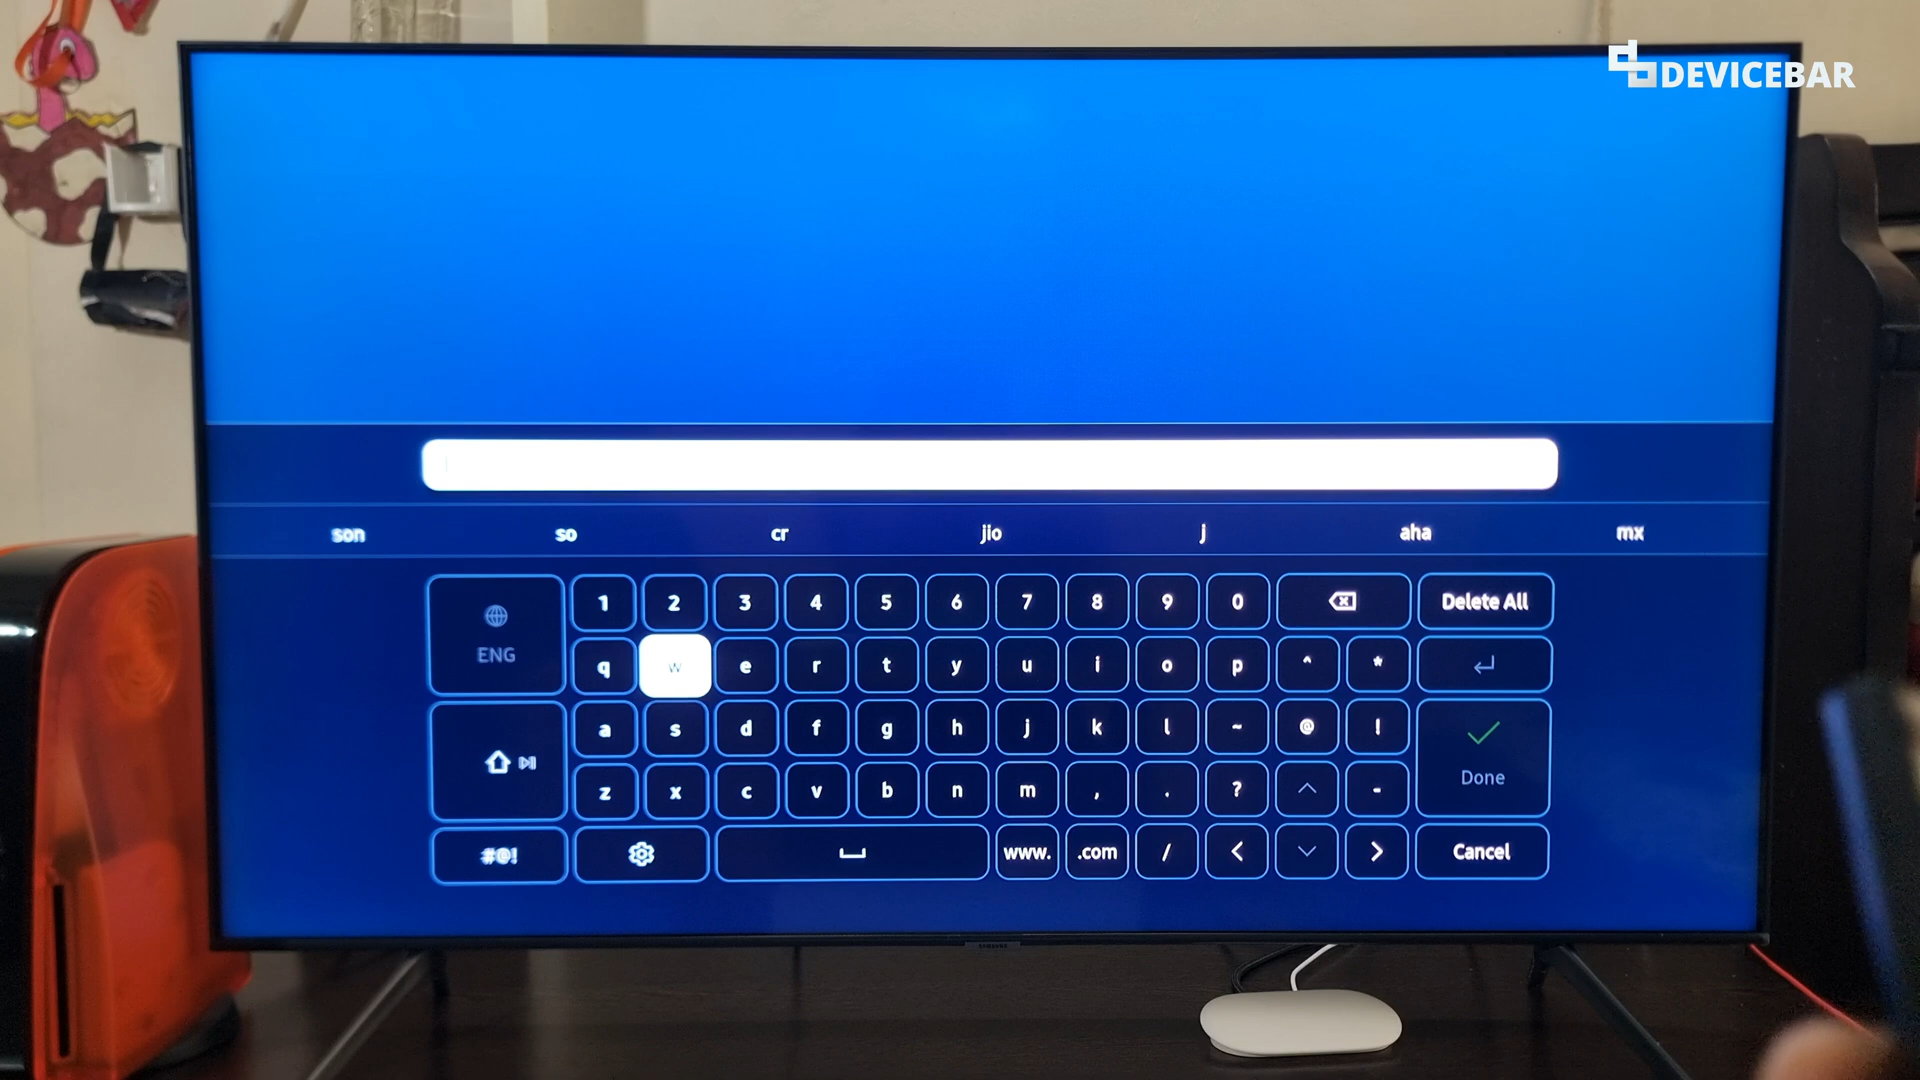 DEVICEBAR
son so cr jio j aha mx
ENG 1 2 3 4 5 6 7 8 9 0 Delete All
q w e r t y u i o p ^ *
a s d f g h j k l ~ @ !
Done
z x c v b n m , . ? -
#@! www. .com / < > Cancel
SAMSUNG